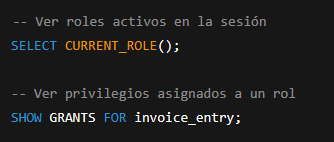 -- Ver roles activos en la sesión
SELECT CURRENT_ROLE();
-- Ver privilegios asignados a un rol
SHOW GRANTS FOR invoice_entry;